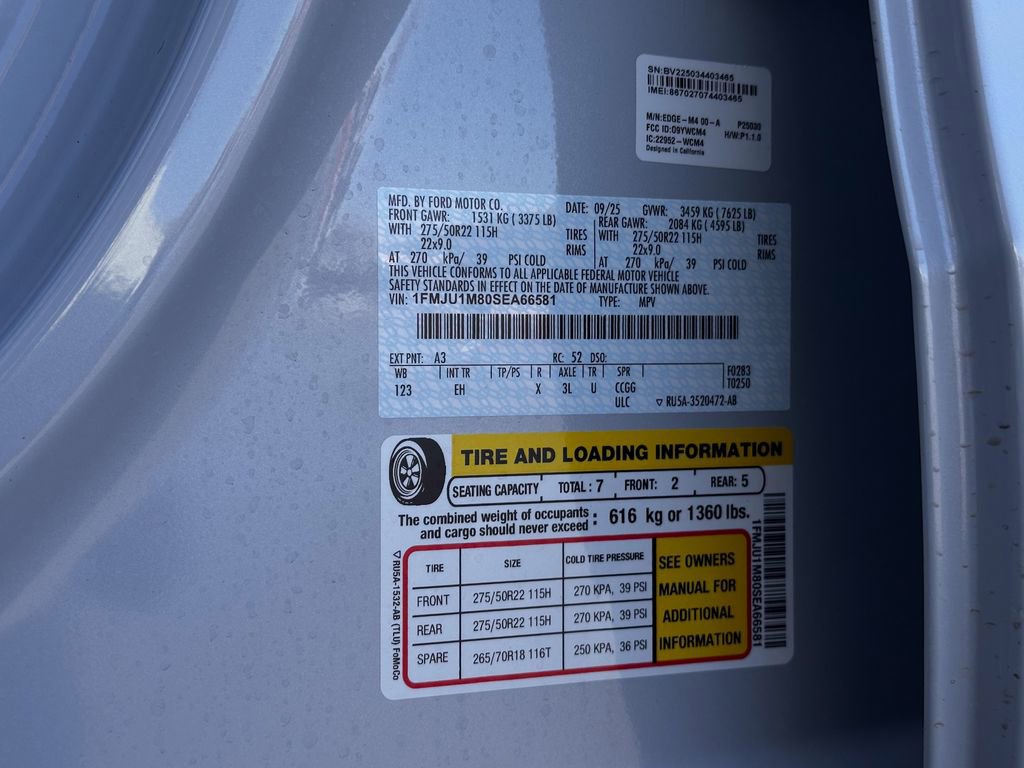 SN:BV225034403465
IMEI:867027074403465
M/N:EDGE-M4 00-A P25030
FCC ID:O9YWCM4 H/W:P1.1.0
IC:22952-WCM4
Designed in California
MFD. BY FORD MOTOR CO. DATE: 09/25 GVWR: 3459 KG ( 7625 LB)
FRONT GAWR: 1531 KG ( 3375 LB) REAR GAWR: 2084 KG ( 4595 LB)
WITH 275/50R22 115H TIRES WITH 275/50R22 115H TIRES
22x9.0 RIMS 22x9.0 RIMS
AT 270 kPa/ 39 PSI COLD AT 270 kPa/ 39 PSI COLD
THIS VEHICLE CONFORMS TO ALL APPLICABLE FEDERAL MOTOR VEHICLE
SAFETY STANDARDS IN EFFECT ON THE DATE OF MANUFACTURE SHOWN ABOVE.
VIN: 1FMJU1M80SEA66581 TYPE: MPV
EXT PNT: A3 RC: 52 DSO:
WB INT TR TP/PS R AXLE TR SPR F0283
123 EH X 3L U CCGG T0250
ULC ▽ RU5A-3520472-AB
TIRE AND LOADING INFORMATION
SEATING CAPACITY TOTAL : 7 FRONT: 2 REAR: 5
The combined weight of occupants and cargo should never exceed : 616 kg or 1360 lbs.
TIRE SIZE COLD TIRE PRESSURE
FRONT 275/50R22 115H 270 KPA, 39 PSI
REAR 275/50R22 115H 270 KPA, 39 PSI
SPARE 265/70R18 116T 250 KPA, 36 PSI
SEE OWNERS
MANUAL FOR
ADDITIONAL
INFORMATION
▽ RU5A-1532-AB (TLU) FoMoCo
1FMJU1M80SEA66581